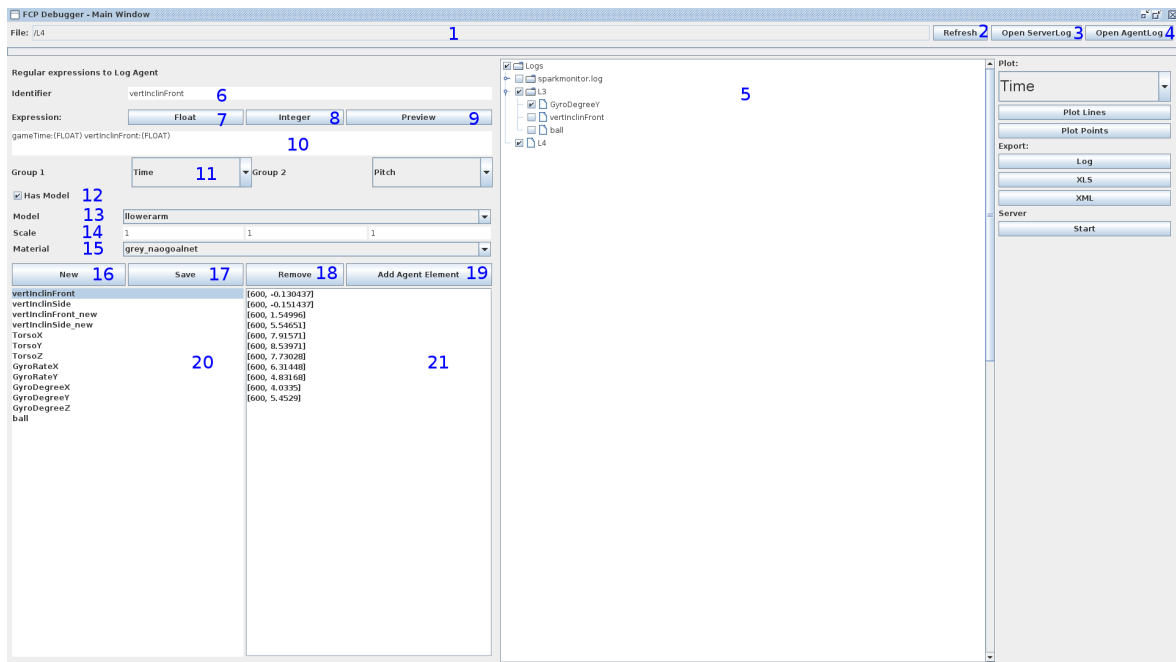 FCP Debugger - Main Window
File: /L4 1 Refresh 2 Open ServerLog 3 Open AgentLog 4
Regular expressions to Log Agent
Identifier vertInclinFront 6
Expression: Float 7 Integer 8 Preview 9
gameTime:(FLOAT) vertInclinFront:(FLOAT)
10
Group 1 Time 11 Group 2 Pitch
Has Model 12
Model 13 llowerarm
Scale 14 1 1 1
Material 15 grey_naogoalnet
New 16 Save 17 Remove 18 Add Agent Element 19
vertInclinFront
vertInclinSide
vertInclinFront_new
vertInclinSide_new
TorsoX
TorsoY
TorsoZ
GyroRateX
GyroRateY
GyroDegreeX
GyroDegreeY
GyroDegreeZ
ball
20
[600, -0.130437]
[600, -0.151437]
[600, 1.54996]
[600, 5.54651]
[600, 7.91571]
[600, 8.53971]
[600, 7.73028]
[600, 6.31448]
[600, 4.83168]
[600, 4.0335]
[600, 5.4529]
21
Logs
sparkmonitor.log
L3
GyroDegreeY
vertInclinFront
ball
L4
5
Plot:
Time
Plot Lines
Plot Points
Export:
Log
XLS
XML
Server
Start